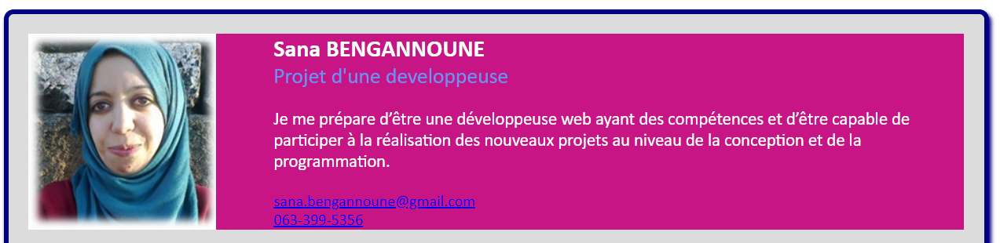 Sana BENGANNOUNE
Projet d'une developpeuse
Je me prépare d’être une développeuse web ayant des compétences et d’être capable de
participer à la réalisation des nouveaux projets au niveau de la conception et de la
programmation.
sana.bengannoune@gmail.com
063-399-5356